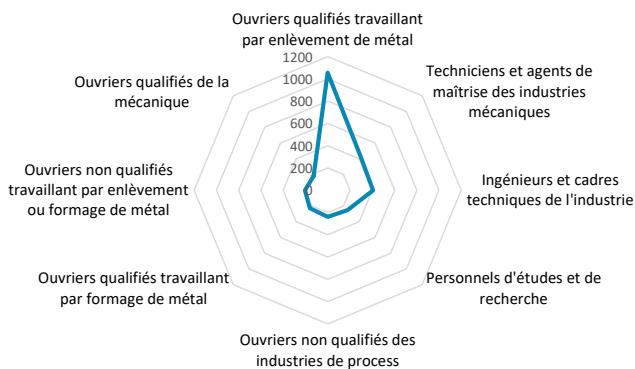 Ouvriers qualifiés travaillant
par enlèvement de métal
Techniciens et agents de
maîtrise des industries
mécaniques
Ingénieurs et cadres
techniques de l'industrie
Personnels d'études et de
recherche
Ouvriers non qualifiés des
industries de process
Ouvriers qualifiés travaillant
par formage de métal
Ouvriers non qualifiés
travaillant par enlèvement
ou formage de métal
Ouvriers qualifiés de la
mécanique
1200
1000
800
600
400
200
0